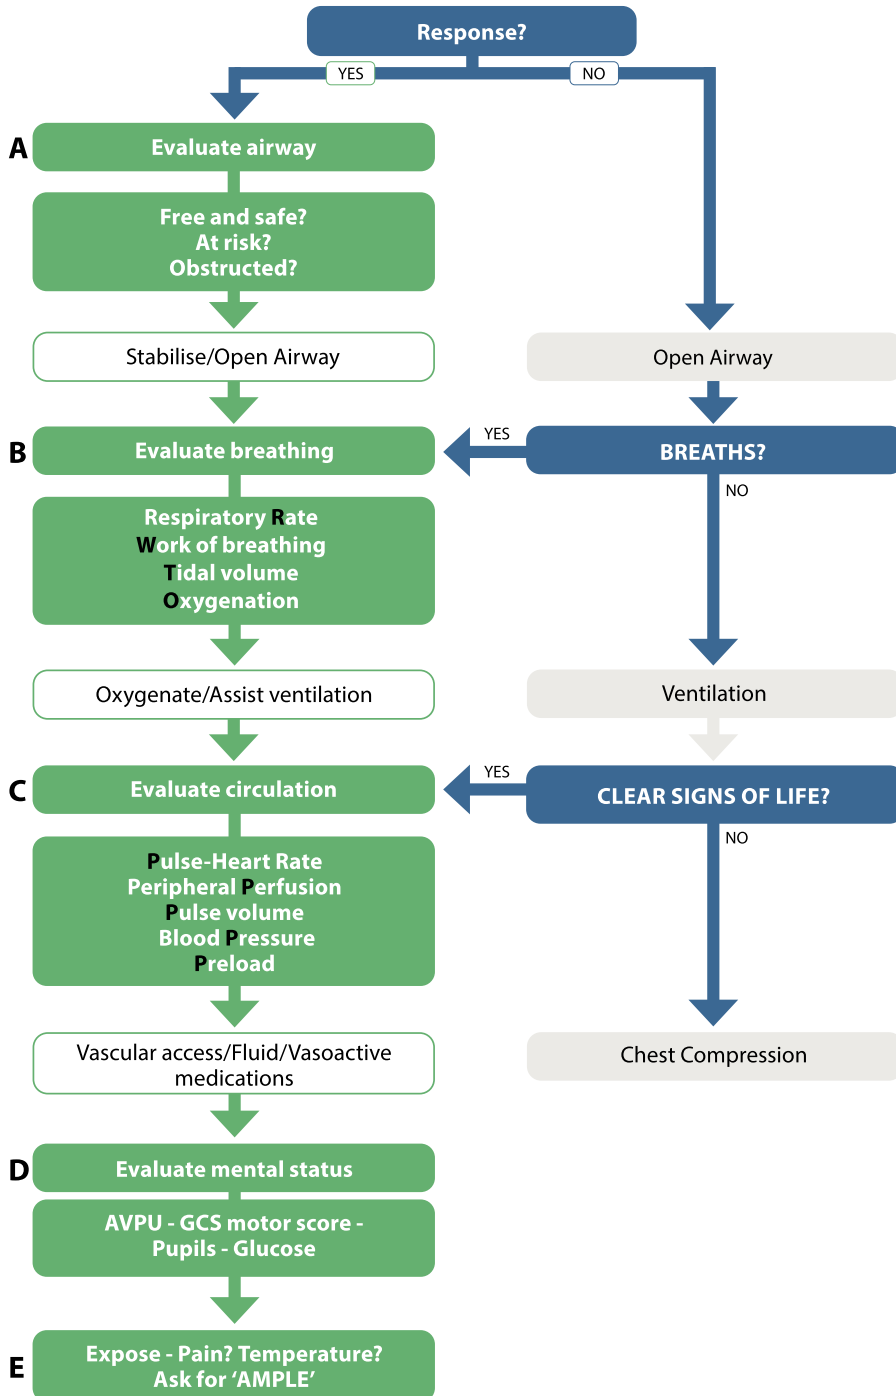 Response?
YES
NO
A
Evaluate airway
Free and safe?
At risk?
Obstructed?
Stabilise/Open Airway
Open Airway
B
Evaluate breathing
YES
BREATHS?
NO
Respiratory Rate
Work of breathing
Tidal volume
Oxygenation
Oxygenate/Assist ventilation
Ventilation
C
Evaluate circulation
YES
CLEAR SIGNS OF LIFE?
NO
Pulse-Heart Rate
Peripheral Perfusion
Pulse volume
Blood Pressure
Preload
Vascular access/Fluid/Vasoactive
medications
Chest Compression
D
Evaluate mental status
AVPU - GCS motor score -
Pupils - Glucose
E
Expose - Pain? Temperature?
Ask for ‘AMPLE’